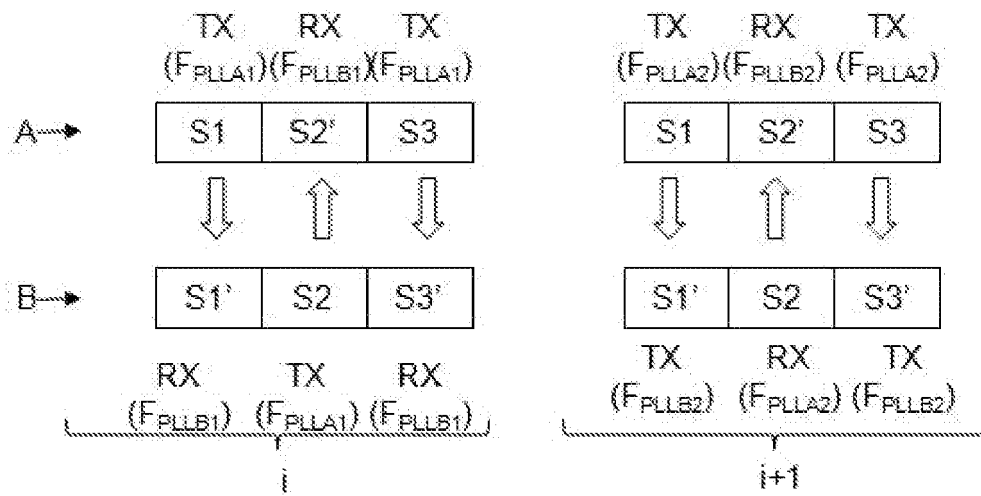 TX RX TX TX RX TX
(FPLLA1)(FPLLB1)(FPLLA1) (FPLLA2)(FPLLB2)(FPLLA2)
A S1 S2' S3 S1 S2' S3
B S1' S2 S3' S1' S2 S3'
RX TX RX TX RX TX
(FPLLB1) (FPLLA1) (FPLLB1) (FPLLB2) (FPLLA2) (FPLLB2)
i i+1